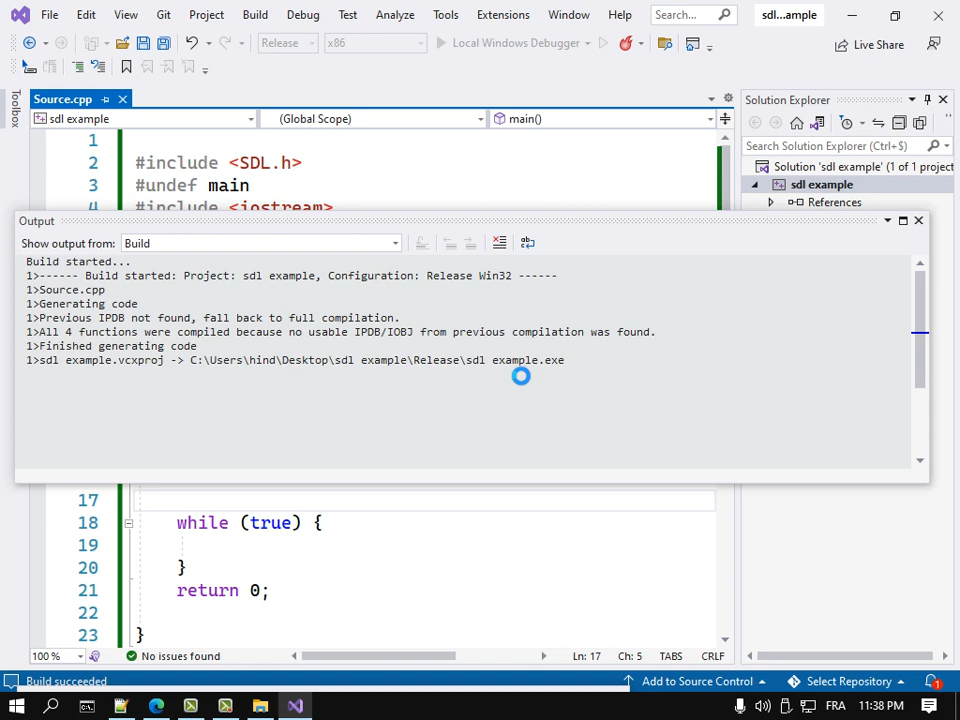 File Edit View Git Project Build Debug Test Analyze Tools Extensions Window Help Search... sdl...ample
Release x86 Local Windows Debugger Live Share
Toolbox
Source.cpp
sdl example (Global Scope) main()
1
2 #include <SDL.h>
3 #undef main
4 #include <iostream>
Solution Explorer
Search Solution Explorer (Ctrl+$)
Solution 'sdl example' (1 of 1 project
sdl example
References
Output
Show output from: Build
Build started...
1>------ Build started: Project: sdl example, Configuration: Release Win32 ------
1>Source.cpp
1>Generating code
1>Previous IPDB not found, fall back to full compilation.
1>All 4 functions were compiled because no usable IPDB/IOBJ from previous compilation was found.
1>Finished generating code
1>sdl example.vcxproj -> C:\Users\hind\Desktop\sdl example\Release\sdl example.exe
17
18 while (true) {
19
20 }
21 return 0;
22
23 }
100 % No issues found Ln: 17 Ch: 5 TABS CRLF
Build succeeded Add to Source Control Select Repository 1
FRA 11:38 PM